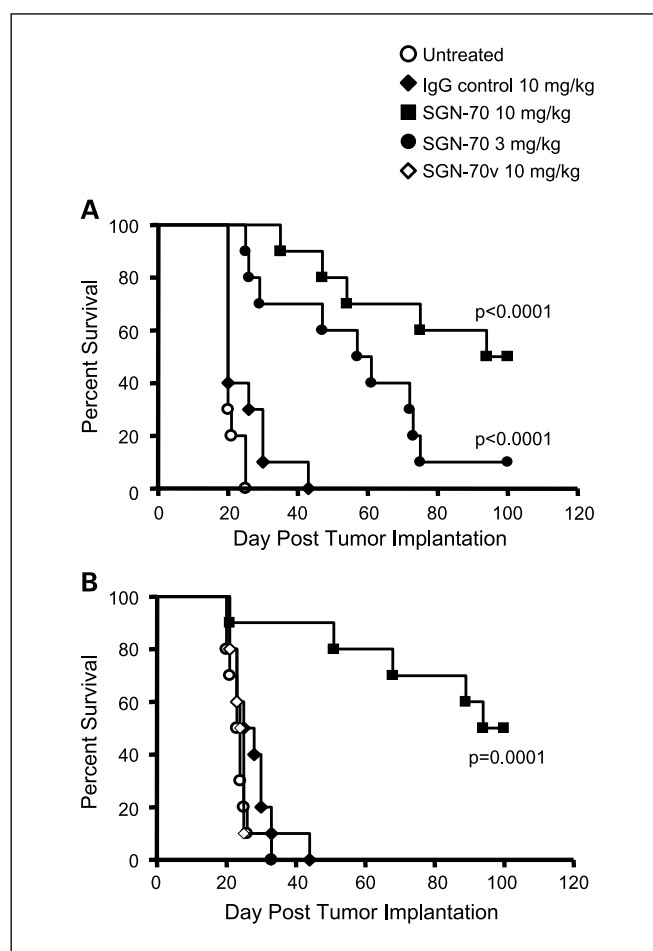 Untreated
IgG control 10 mg/kg
SGN-70 10 mg/kg
SGN-70 3 mg/kg
SGN-70v 10 mg/kg
A
Percent Survival
100
80
60
40
20
0
p<0.0001
p<0.0001
0 20 40 60 80 100 120
Day Post Tumor Implantation
B
Percent Survival
100
80
60
40
20
0
p=0.0001
0 20 40 60 80 100 120
Day Post Tumor Implantation